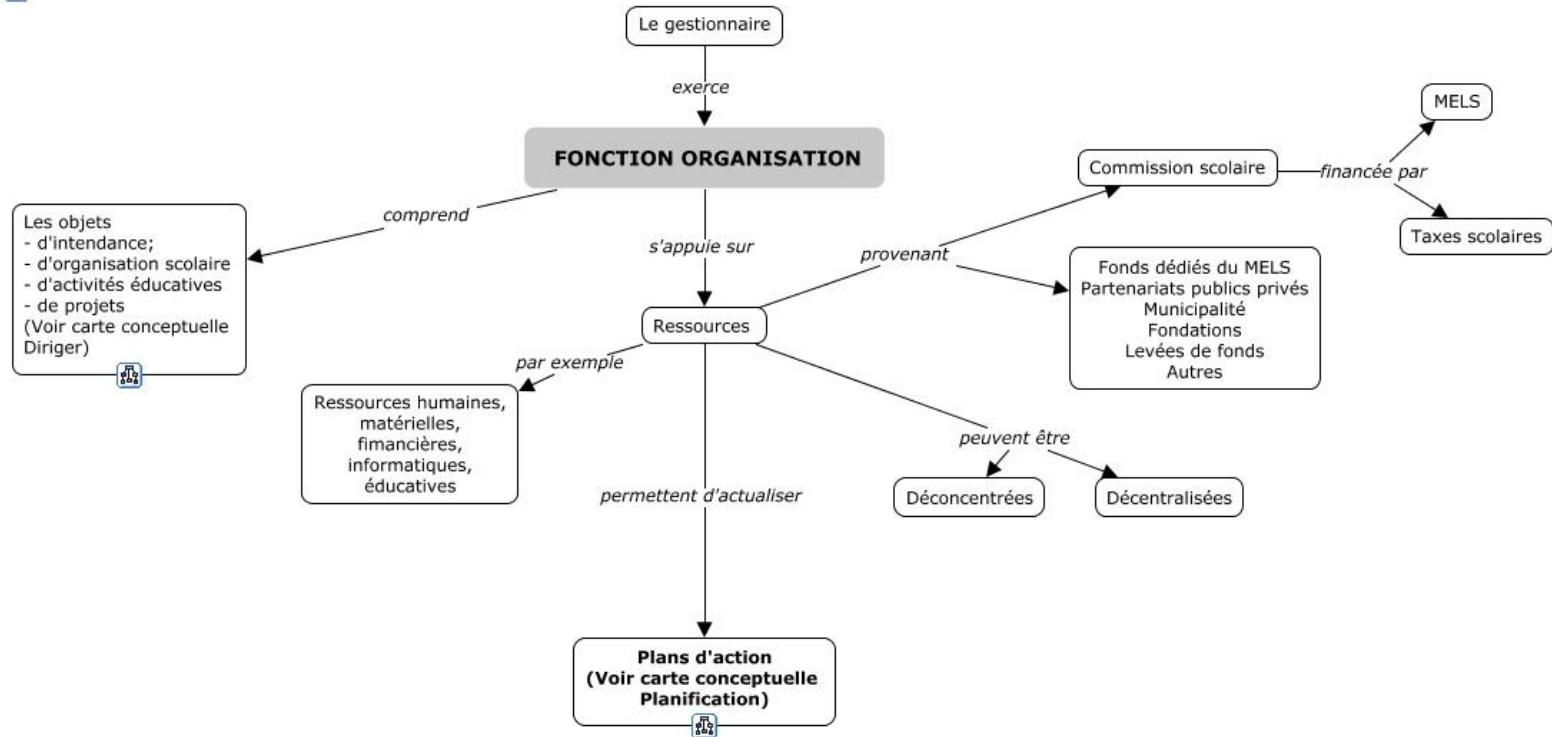 Le gestionnaire
exerce
FONCTION ORGANISATION
MELS
Commission scolaire
financée par
Taxes scolaires
comprend
Les objets
- d'intendance;
- d'organisation scolaire
- d'activités éducatives
- de projets
(Voir carte conceptuelle
Diriger)
s'appuie sur
provenant
Fonds dédiés du MELS
Partenariats publics privés
Municipalité
Fondations
Levées de fonds
Autres
Ressources
par exemple
Ressources humaines,
matérielles,
fimancières,
informatiques,
éducatives
peuvent être
Déconcentrées
Décentralisées
permettent d'actualiser
Plans d'action
(Voir carte conceptuelle
Planification)